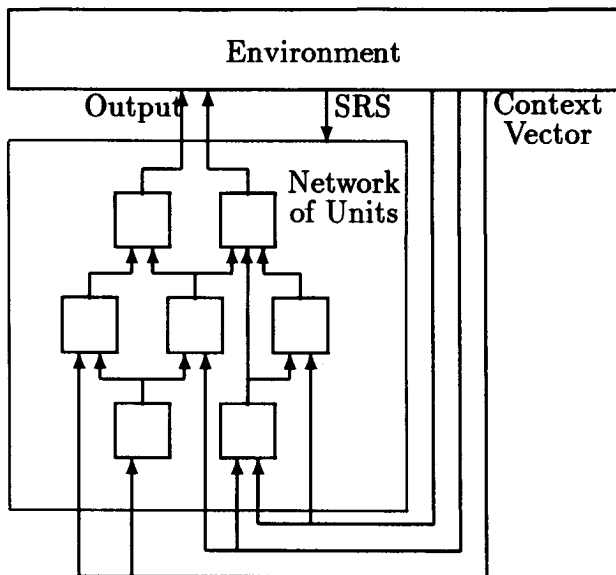 Environment
Output
SRS
Context
Vector
Network
of Units